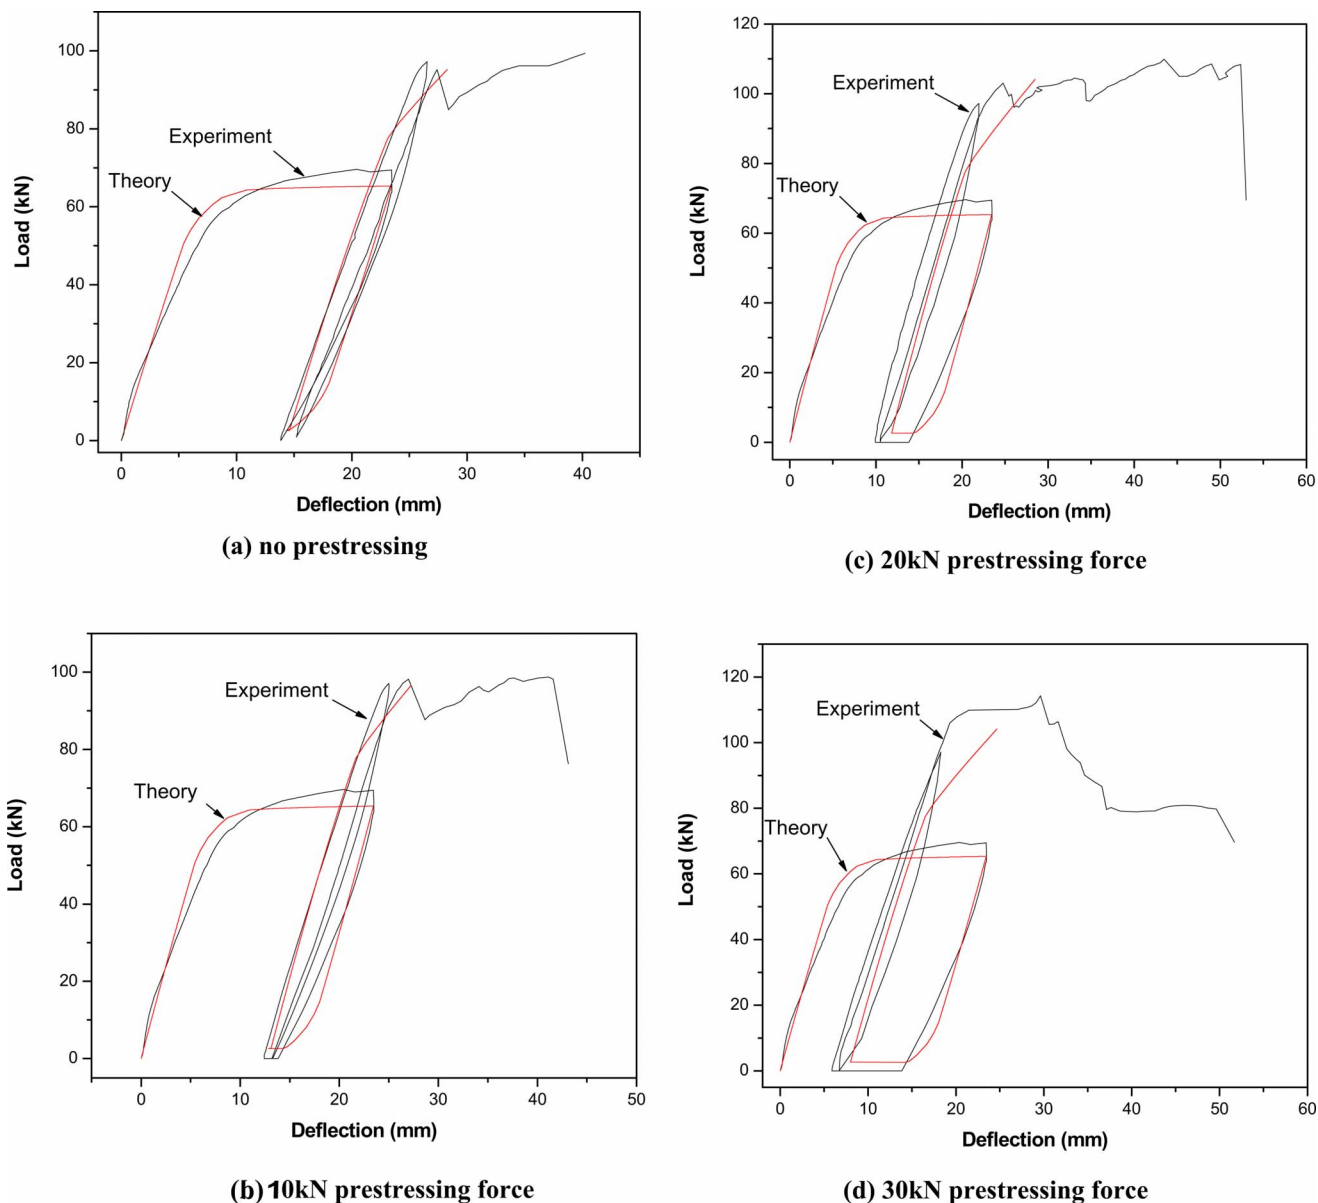 100
80
60
40
20
0
Load (kN)
Experiment
Theory
0 10 20 30 40
Deflection (mm)
(a) no prestressing
120
100
80
60
40
20
0
Load (kN)
Experiment
Theory
0 10 20 30 40 50 60
Deflection (mm)
(c) 20kN prestressing force
100
80
60
40
20
0
Load (kN)
Experiment
Theory
0 10 20 30 40 50
Deflection (mm)
(b) 10kN prestressing force
120
100
80
60
40
20
0
Load (kN)
Experiment
Theory
0 10 20 30 40 50 60
Deflection (mm)
(d) 30kN prestressing force